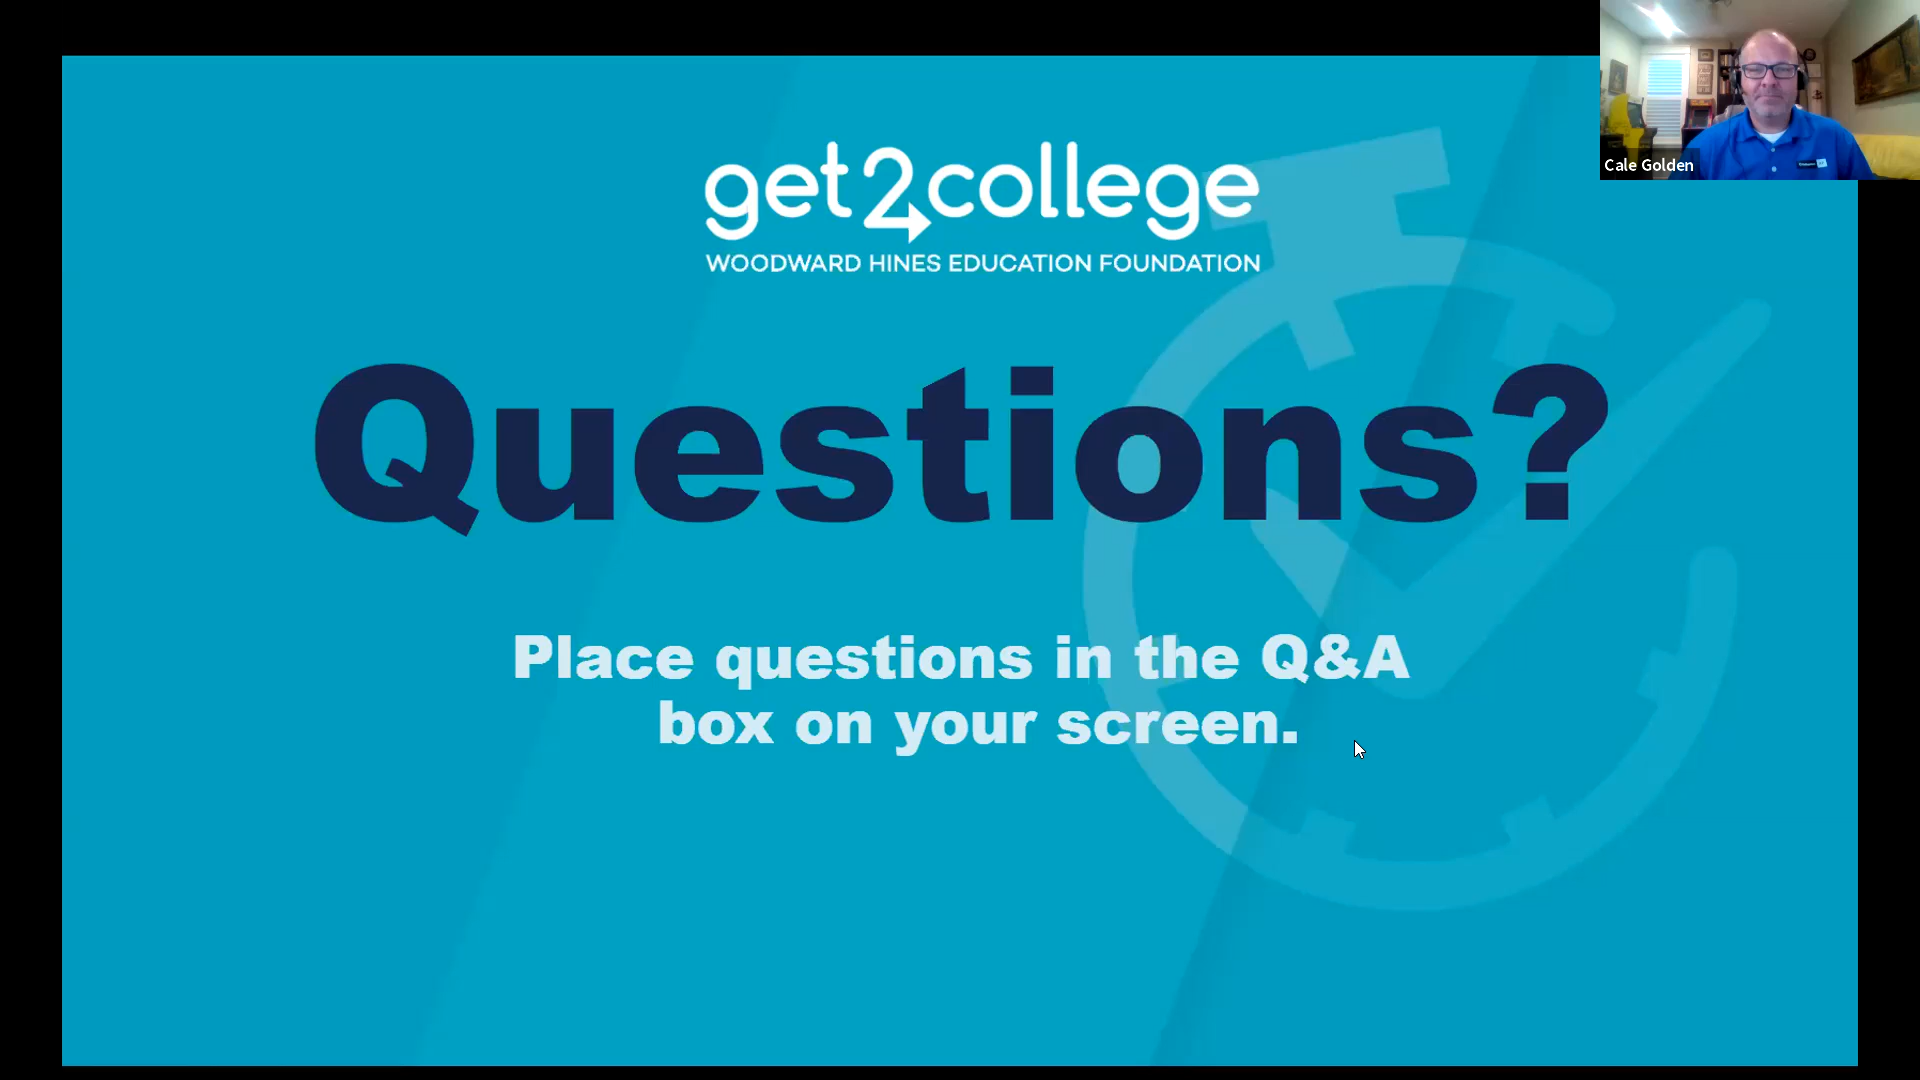 get2college
WOODWARD HINES EDUCATION FOUNDATION
Questions?
Place questions in the Q&A
box on your screen.
Cale Golden